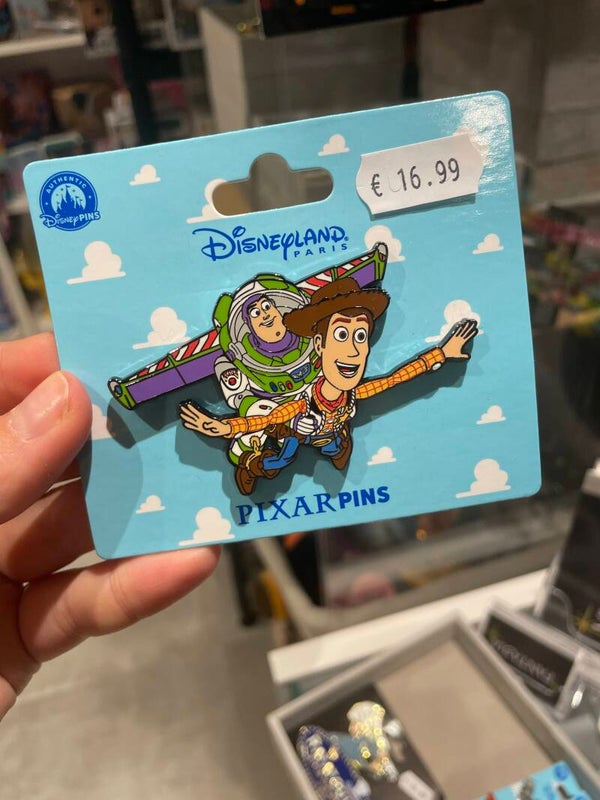 AUTHENTIC
DISNEY PINS
€ 16.99
DISNEYLAND®
PARIS
PIXAR PINS